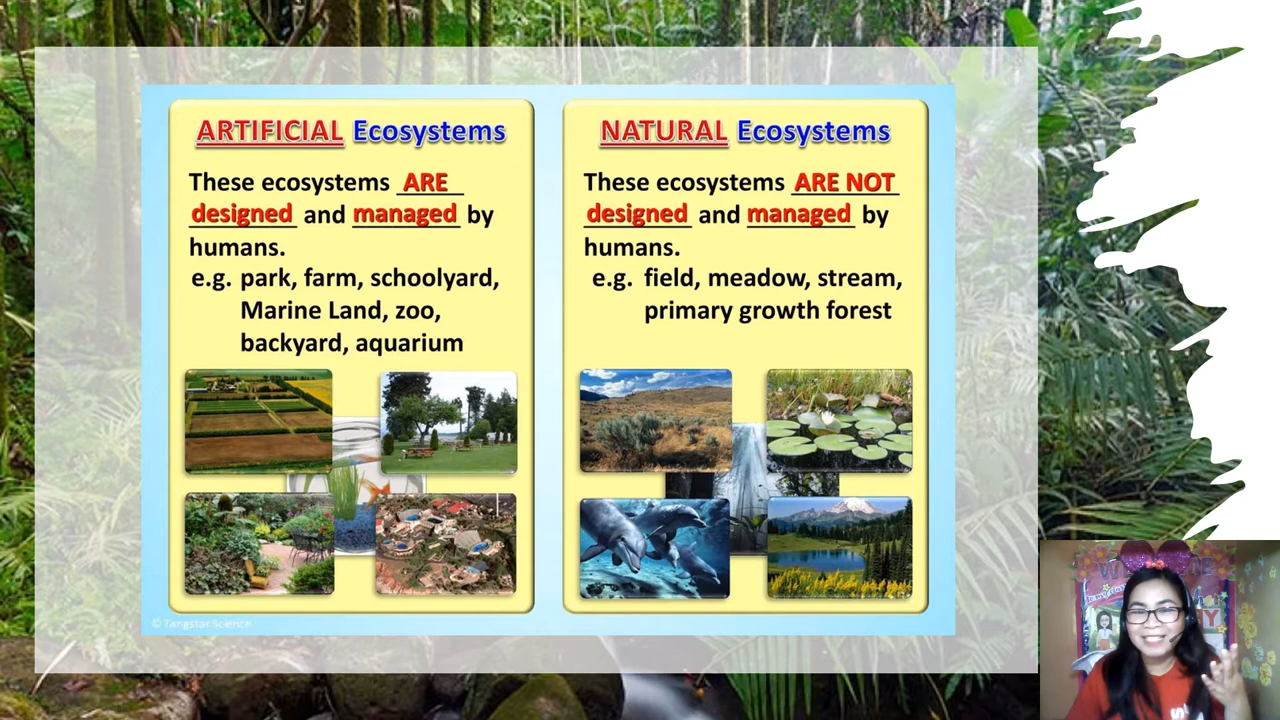 ARTIFICIAL Ecosystems
These ecosystems ARE
designed and managed by
humans.
e.g. park, farm, schoolyard,
Marine Land, zoo,
backyard, aquarium
NATURAL Ecosystems
These ecosystems ARE NOT
designed and managed by
humans.
e.g. field, meadow, stream,
primary growth forest
© Tangstar Science